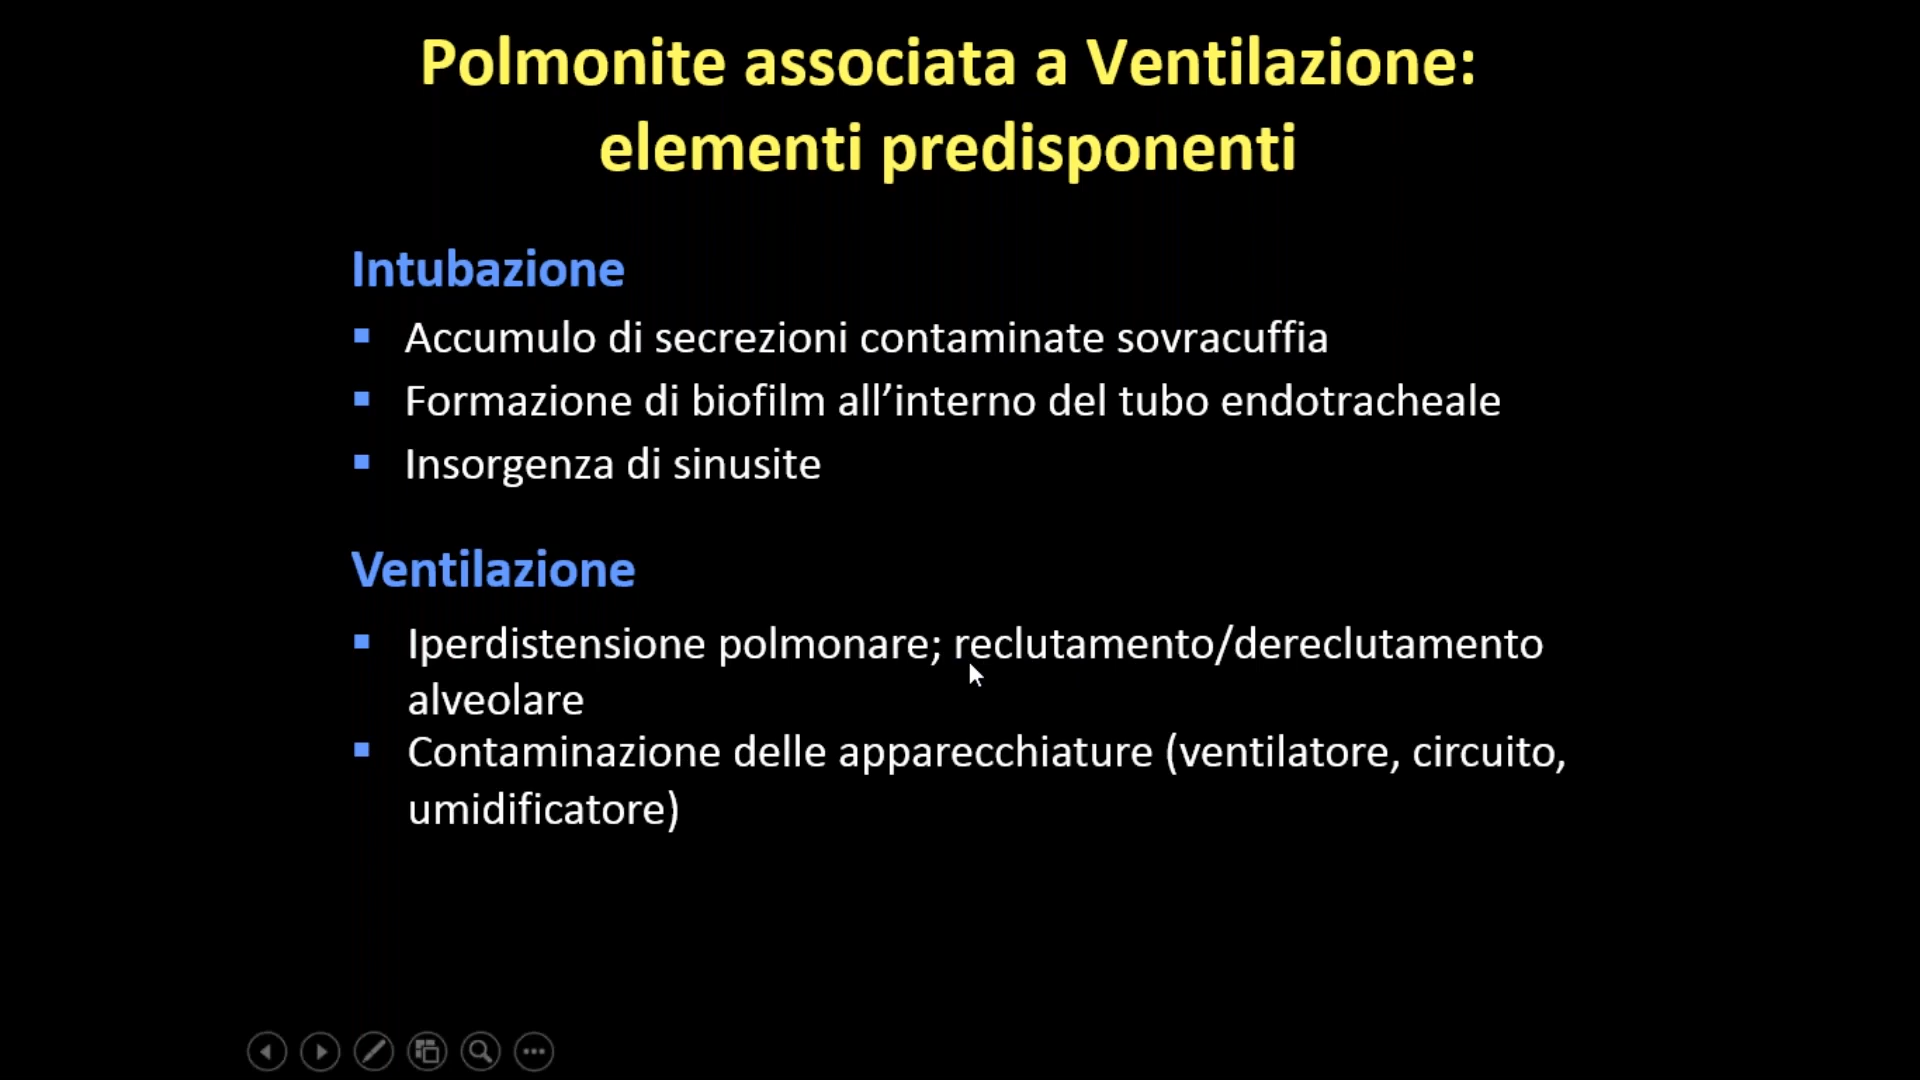 Polmonite associata a Ventilazione:
elementi predisponenti
Intubazione
Accumulo di secrezioni contaminate sovracuffia
Formazione di biofilm all’interno del tubo endotracheale
Insorgenza di sinusite
Ventilazione
Iperdistensione polmonare; reclutamento/dereclutamento
alveolare
Contaminazione delle apparecchiature (ventilatore, circuito,
umidificatore)